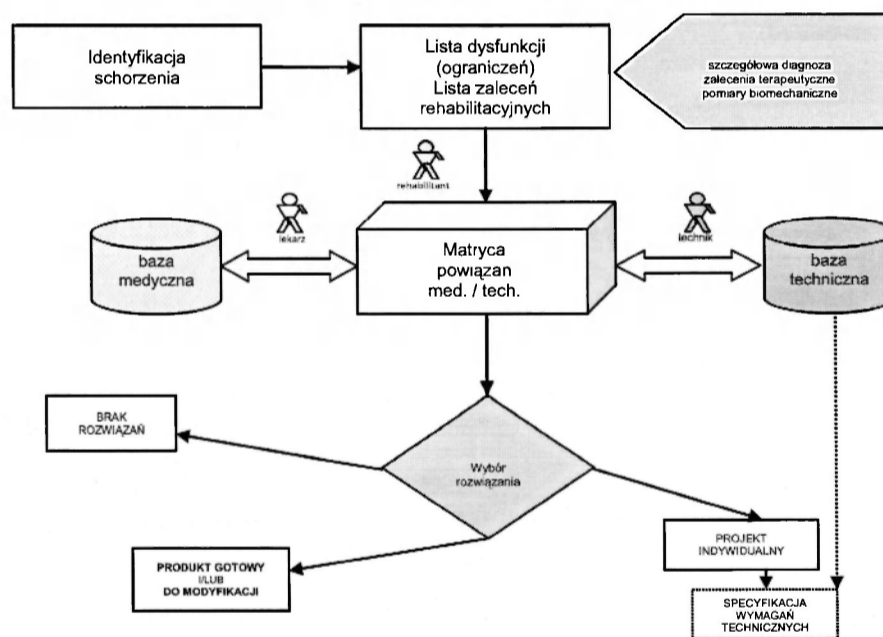 Identyfikacja
schorzenia
Lista dysfunkcji
(ograniczeń)
Lista zaleceń
rehabilitacyjnych
szczegółowa diagnoza
zalecenia terapeutyczne
pomiary biomechaniczne
rehabilitant
lekarz
technik
baza
medyczna
Matryca
powiązan
med. / tech.
baza
techniczna
BRAK
ROZWIĄZAŃ
Wybór
rozwiązania
PROJEKT
INDYWIDUALNY
PRODUKT GOTOWY
I/LUB
DO MODYFIKACJI
SPECYFIKACJA
WYMAGAŃ
TECHNICZNYCH